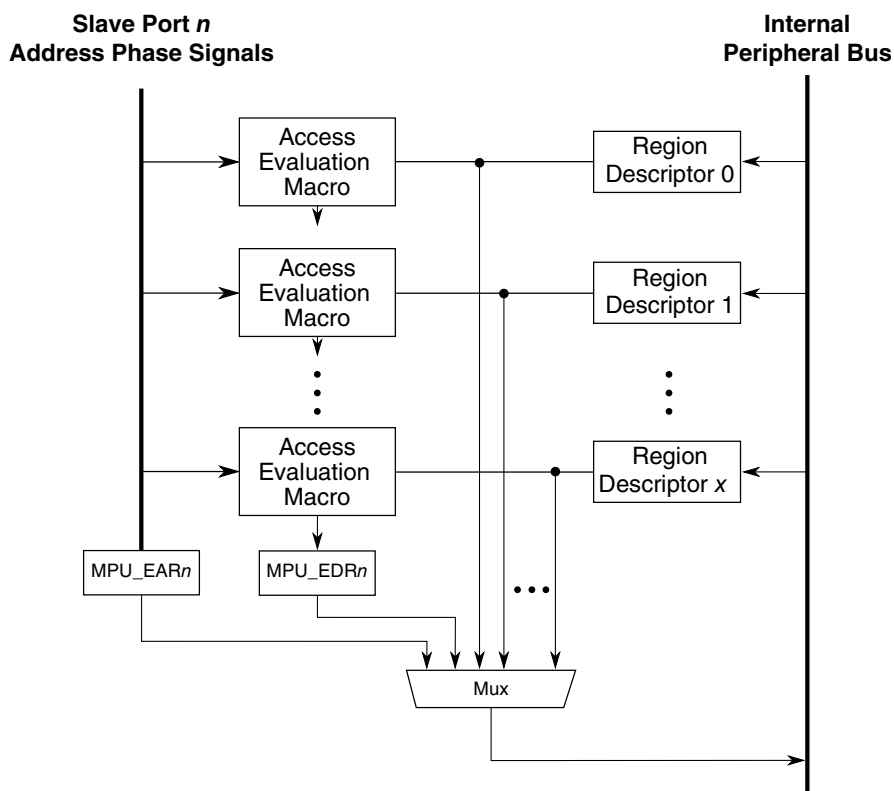 Slave Port n
Address Phase Signals
Internal
Peripheral Bus
Access
Evaluation
Macro
Region
Descriptor 0
Access
Evaluation
Macro
Region
Descriptor 1
Access
Evaluation
Macro
Region
Descriptor x
MPU_EARn
MPU_EDRn
Mux